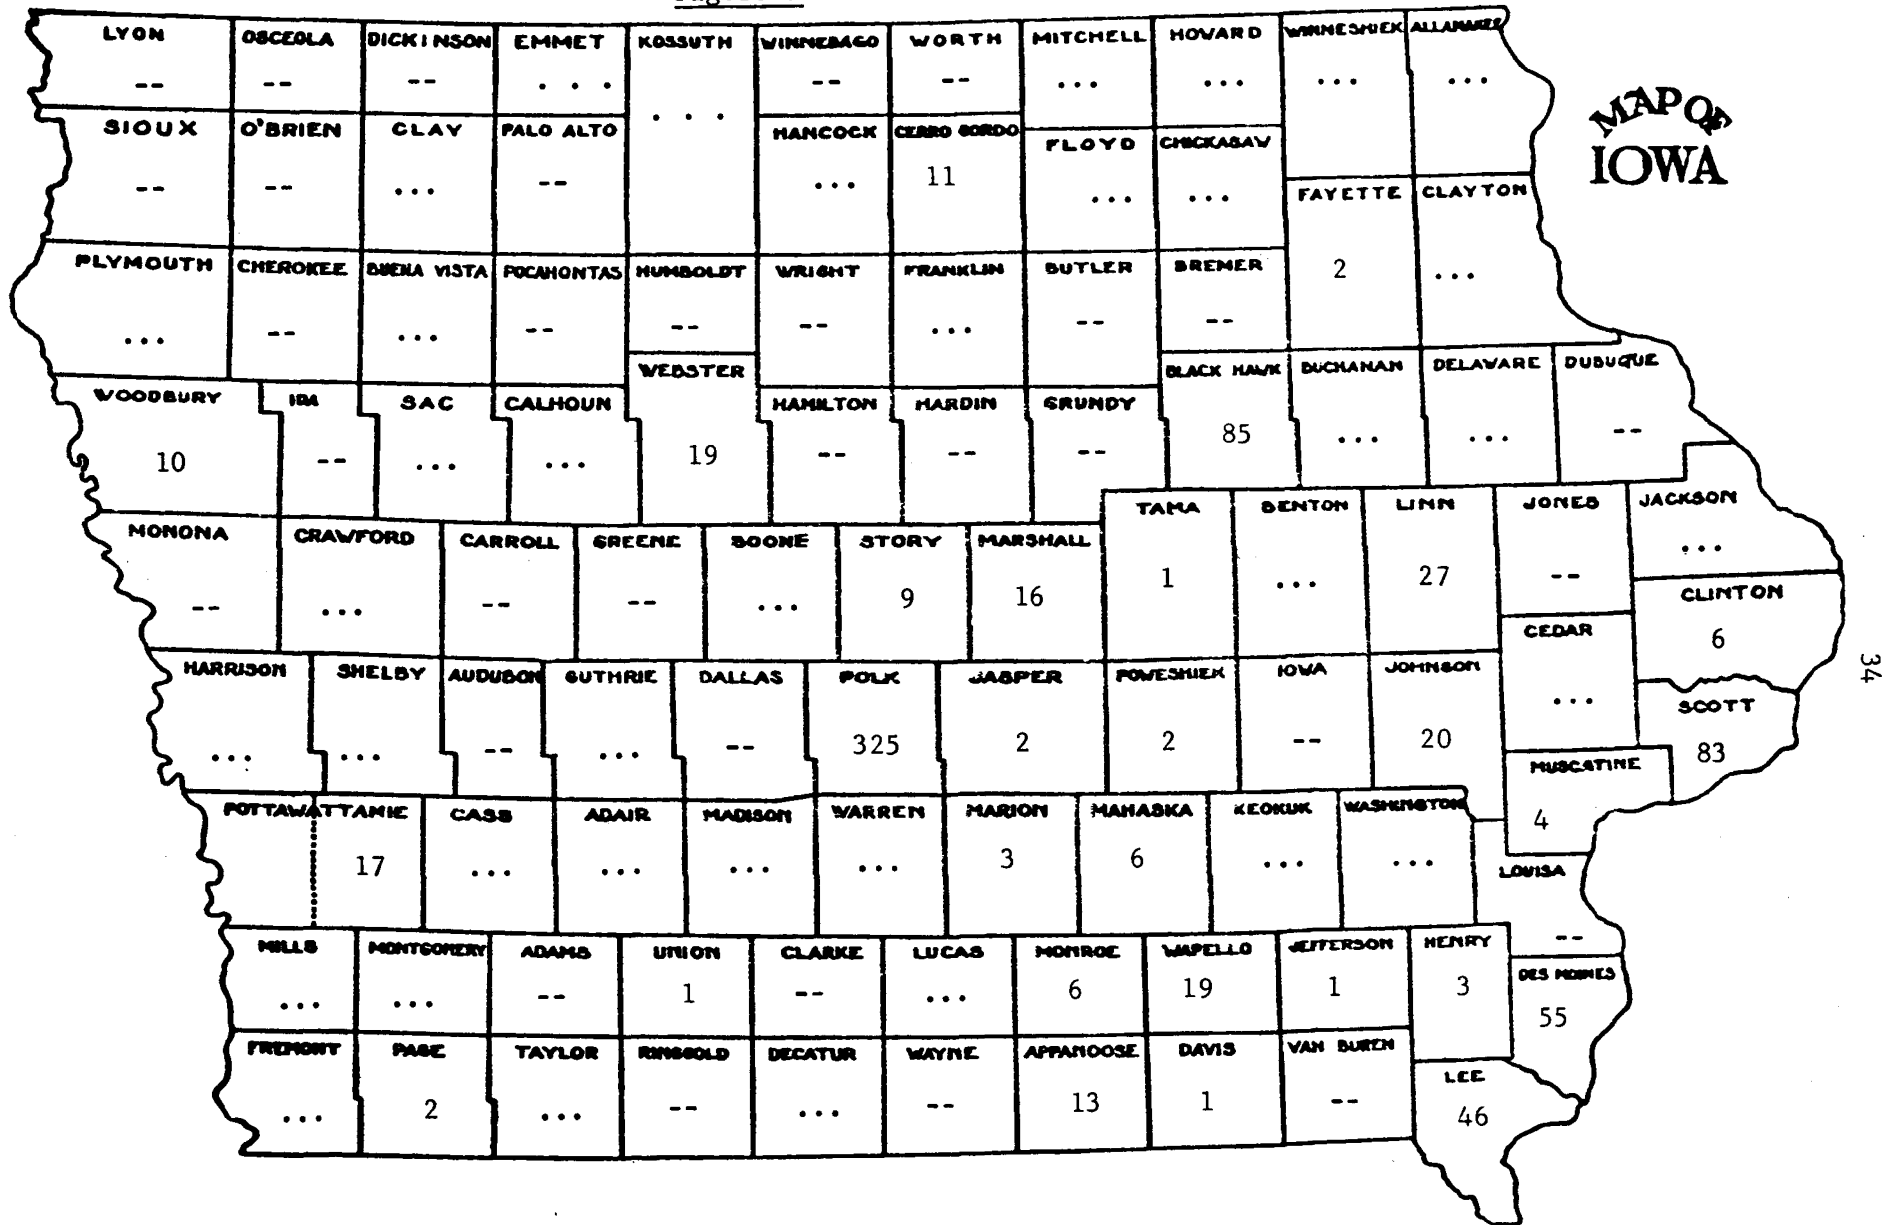 LYON OSCEOLA DICKINSON EMMET KOSSUTH WINNEBAGO WORTH MITCHELL HOWARD WINNESHIEK ALLAMAKEE
-- -- -- ... ... -- -- ... ... ... ...
MAP OF
IOWA
SIOUX O'BRIEN CLAY PALO ALTO HANCOCK CERRO GORDO FLOYD CHICKASAW
-- -- ... -- ... 11 ... ...
FAYETTE CLAYTON
2 ...
PLYMOUTH CHEROKEE BUENA VISTA POCAHONTAS HUMBOLDT WRIGHT FRANKLIN BUTLER BREMER
... -- ... -- -- -- ... -- --
WEBSTER BLACK HAWK BUCHANAN DELAWARE DUBUQUE
19 85 ... ... --
WOODBURY IDA SAC CALHOUN HAMILTON HARDIN GRUNDY
10 -- ... ... -- -- --
TAMA BENTON LINN JONES JACKSON
1 ... 27 -- ...
MONONA CRAWFORD CARROLL GREENE BOONE STORY MARSHALL
-- ... -- -- ... 9 16
CLINTON
6
CEDAR
...
34
HARRISON SHELBY AUDUBON GUTHRIE DALLAS POLK JASPER POWESHIEK IOWA JOHNSON
... ... -- ... -- 325 2 2 -- 20
SCOTT
83
MUSCATINE
4
POTTAWATTAMIE CASS ADAIR MADISON WARREN MARION MAHASKA KEOKUK WASHINGTON
17 ... ... ... ... 3 6 ... ...
LOUISA
--
MILLS MONTGOMERY ADAMS UNION CLARKE LUCAS MONROE WAPELLO JEFFERSON HENRY
... ... -- 1 -- ... 6 19 1 3
DES MOINES
55
FREMONT PAGE TAYLOR RINGGOLD DECATUR WAYNE APPANOOSE DAVIS VAN BUREN
... 2 ... -- ... -- 13 1 --
LEE
46